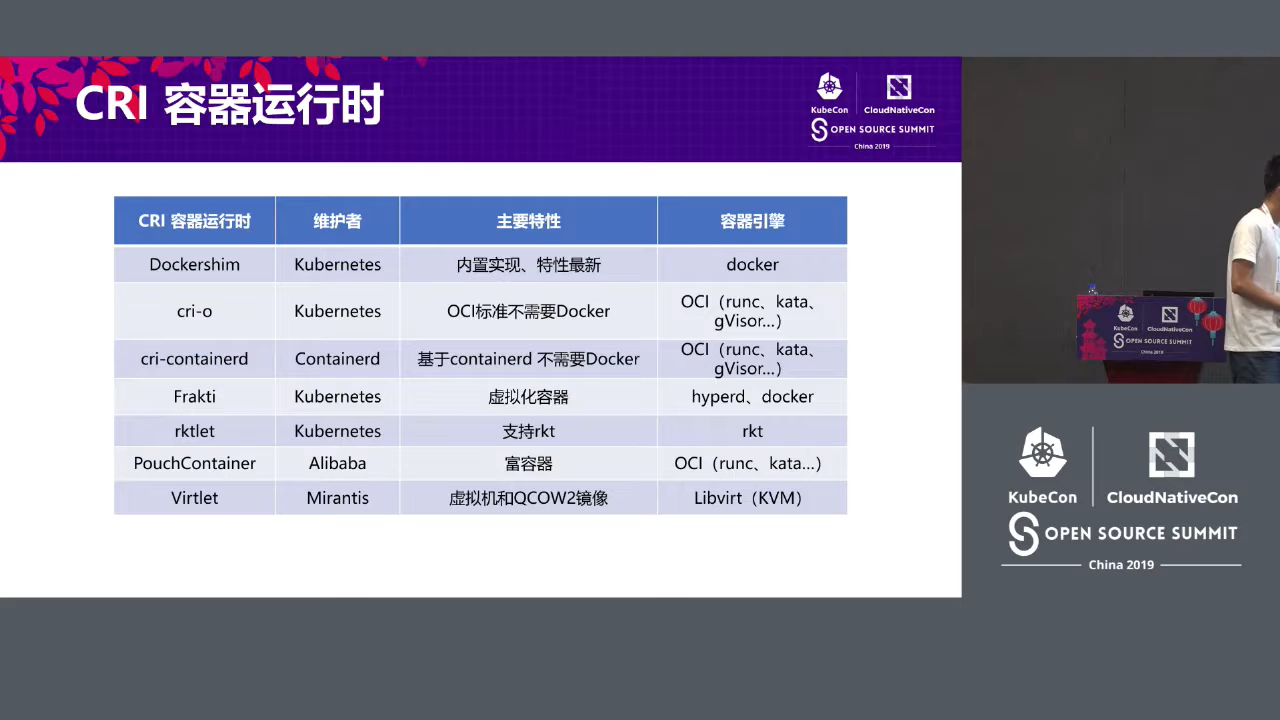 CRI 容器运行时
KubeCon
CloudNativeCon
OPEN SOURCE SUMMIT
China 2019
CRI 容器运行时 维护者 主要特性 容器引擎
Dockershim Kubernetes 内置实现、特性最新 docker
cri-o Kubernetes OCI标准不需要Docker OCI（runc、kata、
gVisor...）
cri-containerd Containerd 基于containerd 不需要Docker OCI（runc、kata、
gVisor...）
Frakti Kubernetes 虚拟化容器 hyperd、docker
rktlet Kubernetes 支持rkt rkt
PouchContainer Alibaba 富容器 OCI（runc、kata...）
Virtlet Mirantis 虚拟机和QCOW2镜像 Libvirt（KVM）
KubeCon
CloudNativeCon
OPEN SOURCE SUMMIT
China 2019
KubeCon
CloudNativeCon
OPEN SOURCE SUMMIT
China 2019